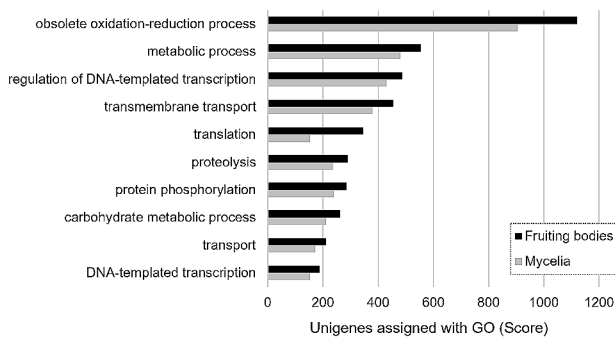 obsolete oxidation-reduction process
metabolic process
regulation of DNA-templated transcription
transmembrane transport
translation
proteolysis
protein phosphorylation
carbohydrate metabolic process
transport
DNA-templated transcription
Fruiting bodies
Mycelia
0 200 400 600 800 1000 1200
Unigenes assigned with GO (Score)